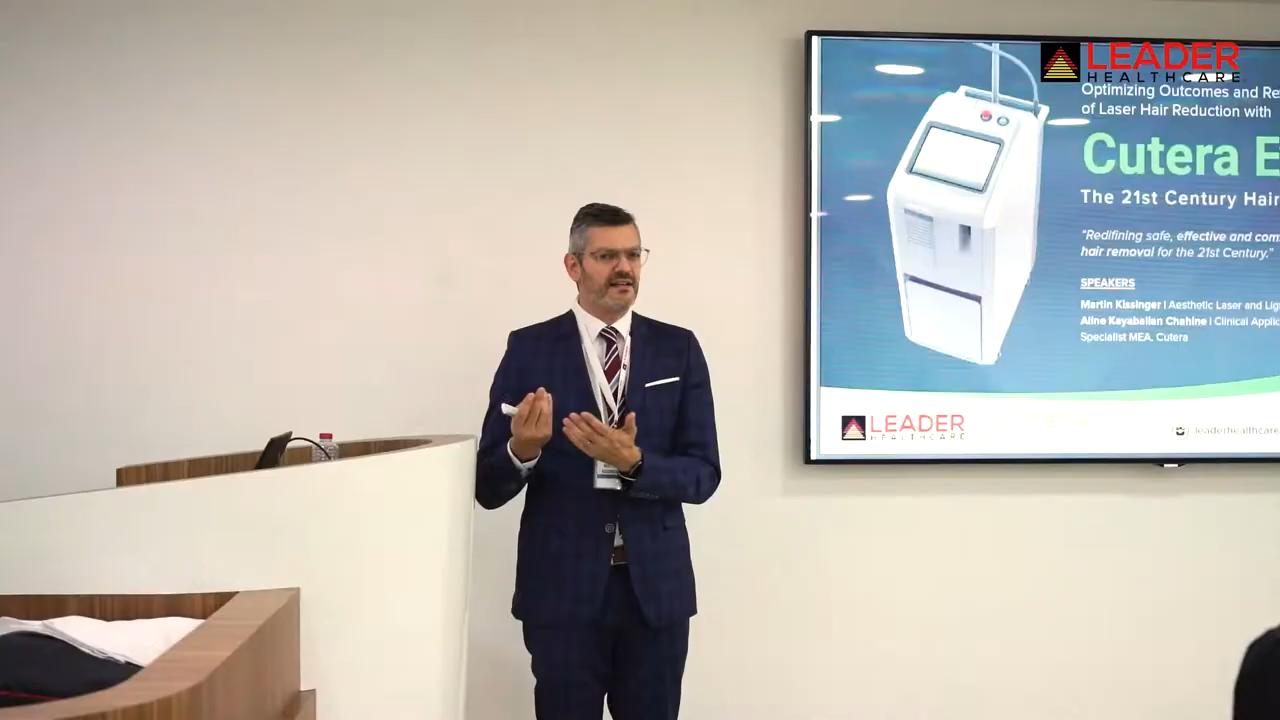 LEADER
HEALTHCARE
Optimizing Outcomes and Re
of Laser Hair Reduction with
Cutera E
The 21st Century Hair
"Redifining safe, effective and com
hair removal for the 21st Century."
SPEAKERS
Martin Kissinger | Aesthetic Laser and Lig
Aline Kayabalian Chahine | Clinical Applic
Specialist MEA, Cutera
LEADER
HEALTHCARE
leaderhealthcare